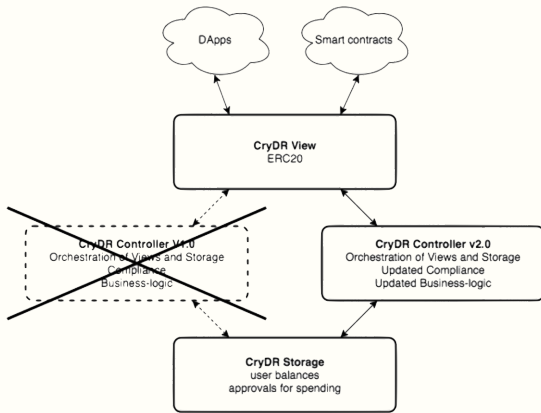 DApps
Smart contracts
CryDR View
ERC20
CryDR Controller V1.0
Orchestration of Views and Storage
Compliance
Business-logic
CryDR Controller v2.0
Orchestration of Views and Storage
Updated Compliance
Updated Business-logic
CryDR Storage
user balances
approvals for spending